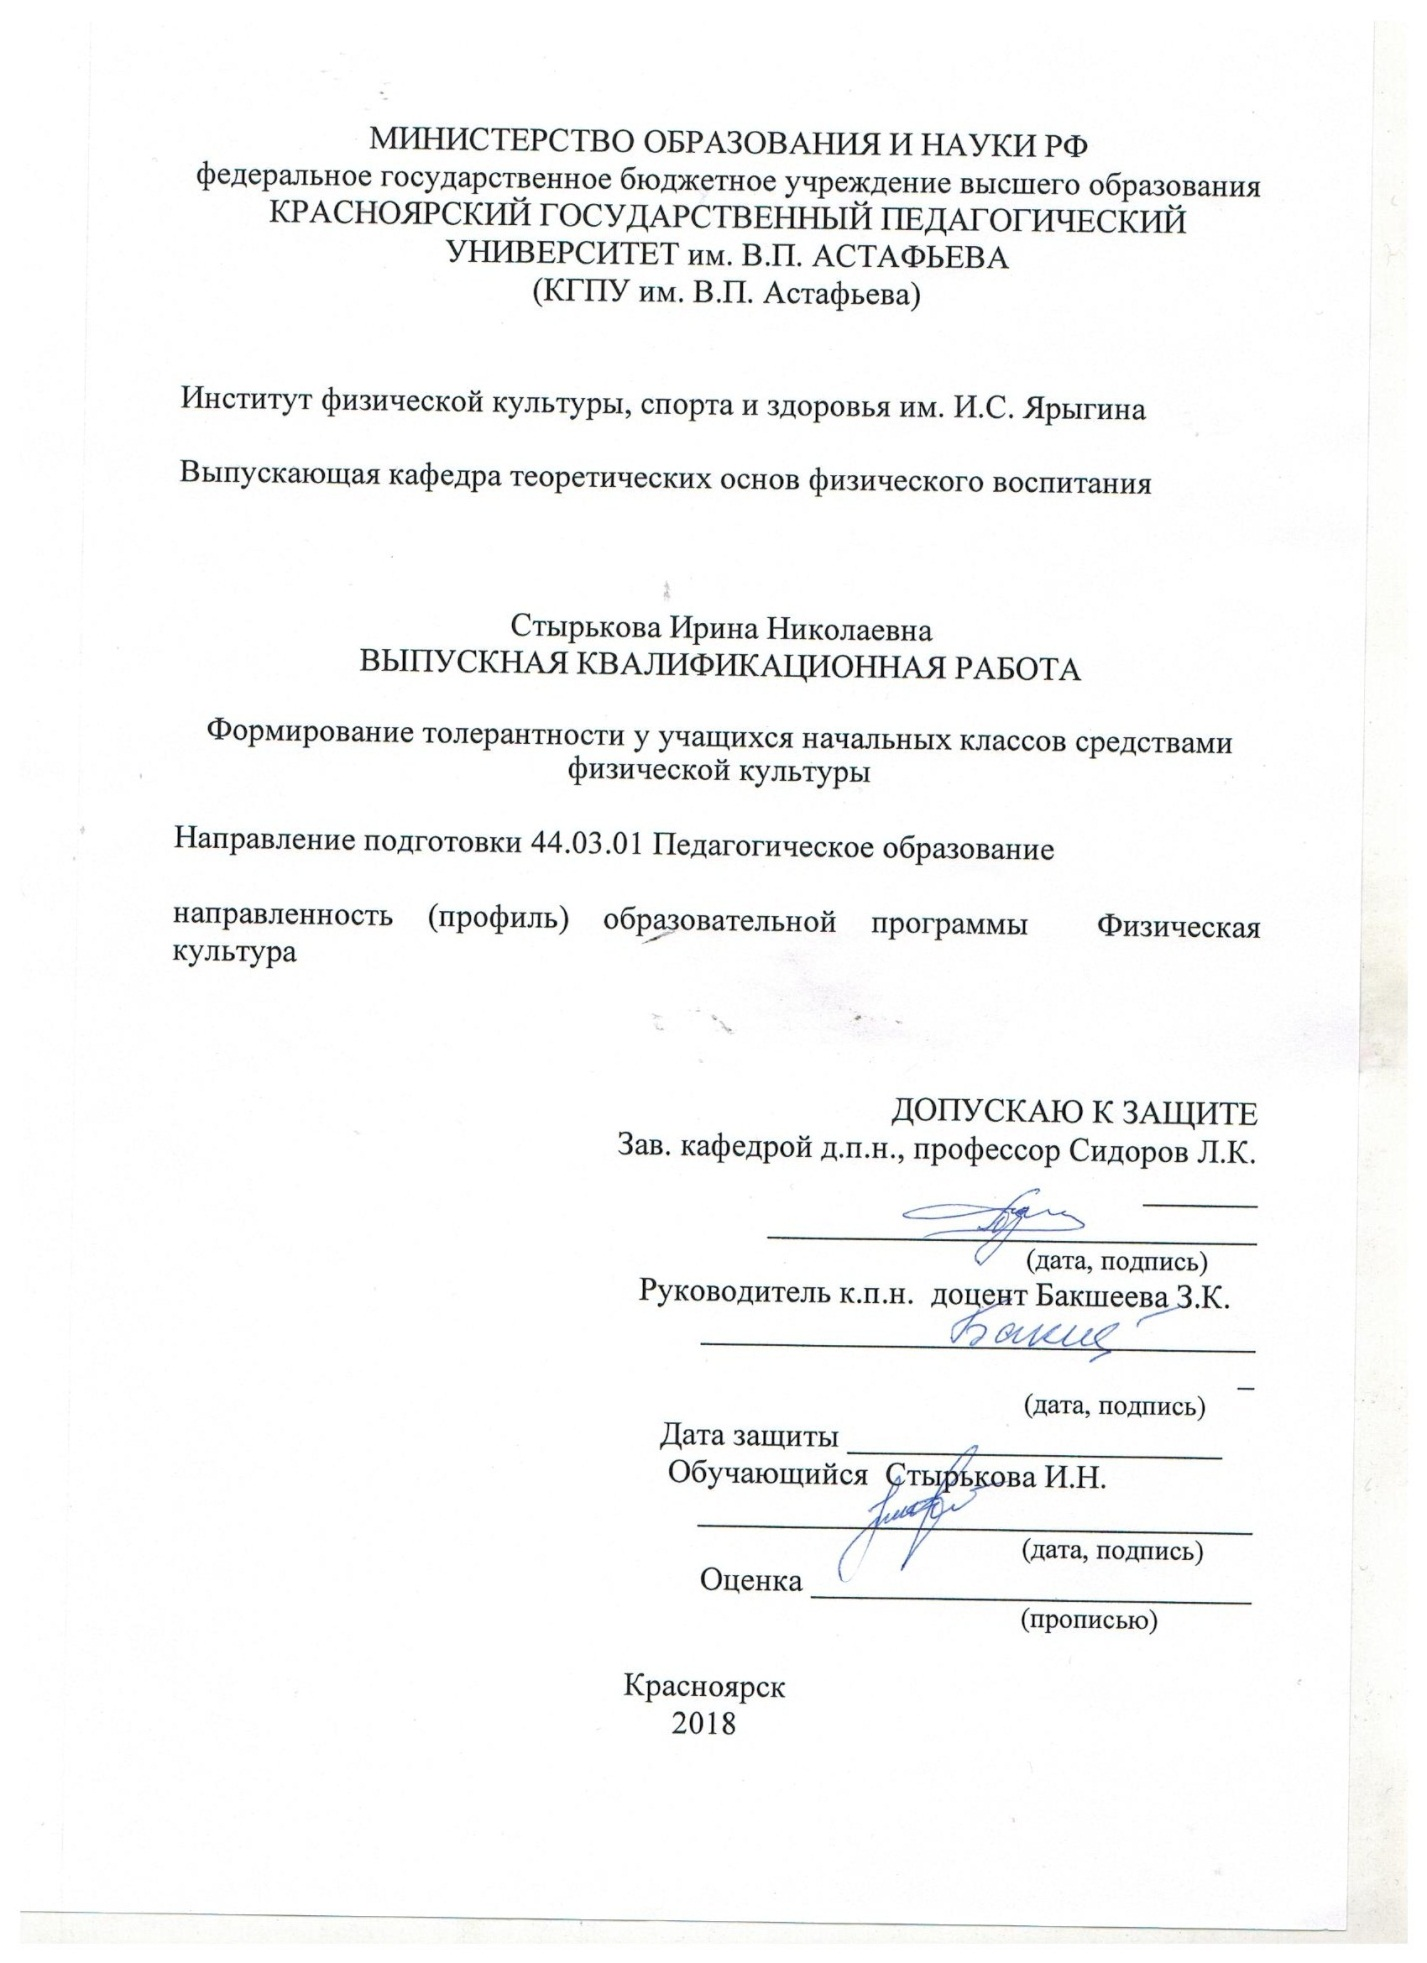 МИНИСТЕРСТВО ОБРАЗОВАНИЯ И НАУКИ РФ
федеральное государственное бюджетное учреждение высшего образования
КРАСНОЯРСКИЙ ГОСУДАРСТВЕННЫЙ ПЕДАГОГИЧЕСКИЙ
УНИВЕРСИТЕТ им. В.П. АСТАФЬЕВА
(КГПУ им. В.П. Астафьева)
Институт физической культуры, спорта и здоровья им. И.С. Ярыгина
Выпускающая кафедра теоретических основ физического воспитания
Стырькова Ирина Николаевна
ВЫПУСКНАЯ КВАЛИФИКАЦИОННАЯ РАБОТА
Формирование толерантности у учащихся начальных классов средствами
физической культуры
Направление подготовки 44.03.01 Педагогическое образование
направленность (профиль) образовательной программы Физическая
культура
ДОПУСКАЮ К ЗАЩИТЕ
Зав. кафедрой д.п.н., профессор Сидоров Л.К.
(дата, подпись)
Руководитель к.п.н. доцент Бакшеева З.К.
(дата, подпись)
Дата защиты
Обучающийся Стырькова И.Н.
(дата, подпись)
Оценка
(прописью)
Красноярск
2018